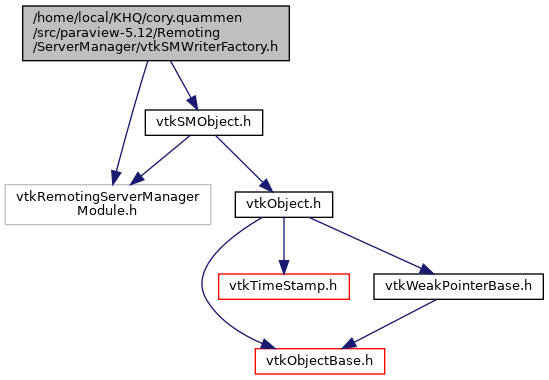 /home/local/KHQ/cory.quammen
/src/paraview-5.12/Remoting
/ServerManager/vtkSMWriterFactory.h
vtkSMObject.h
vtkRemotingServerManager
Module.h
vtkObject.h
vtkTimeStamp.h
vtkWeakPointerBase.h
vtkObjectBase.h